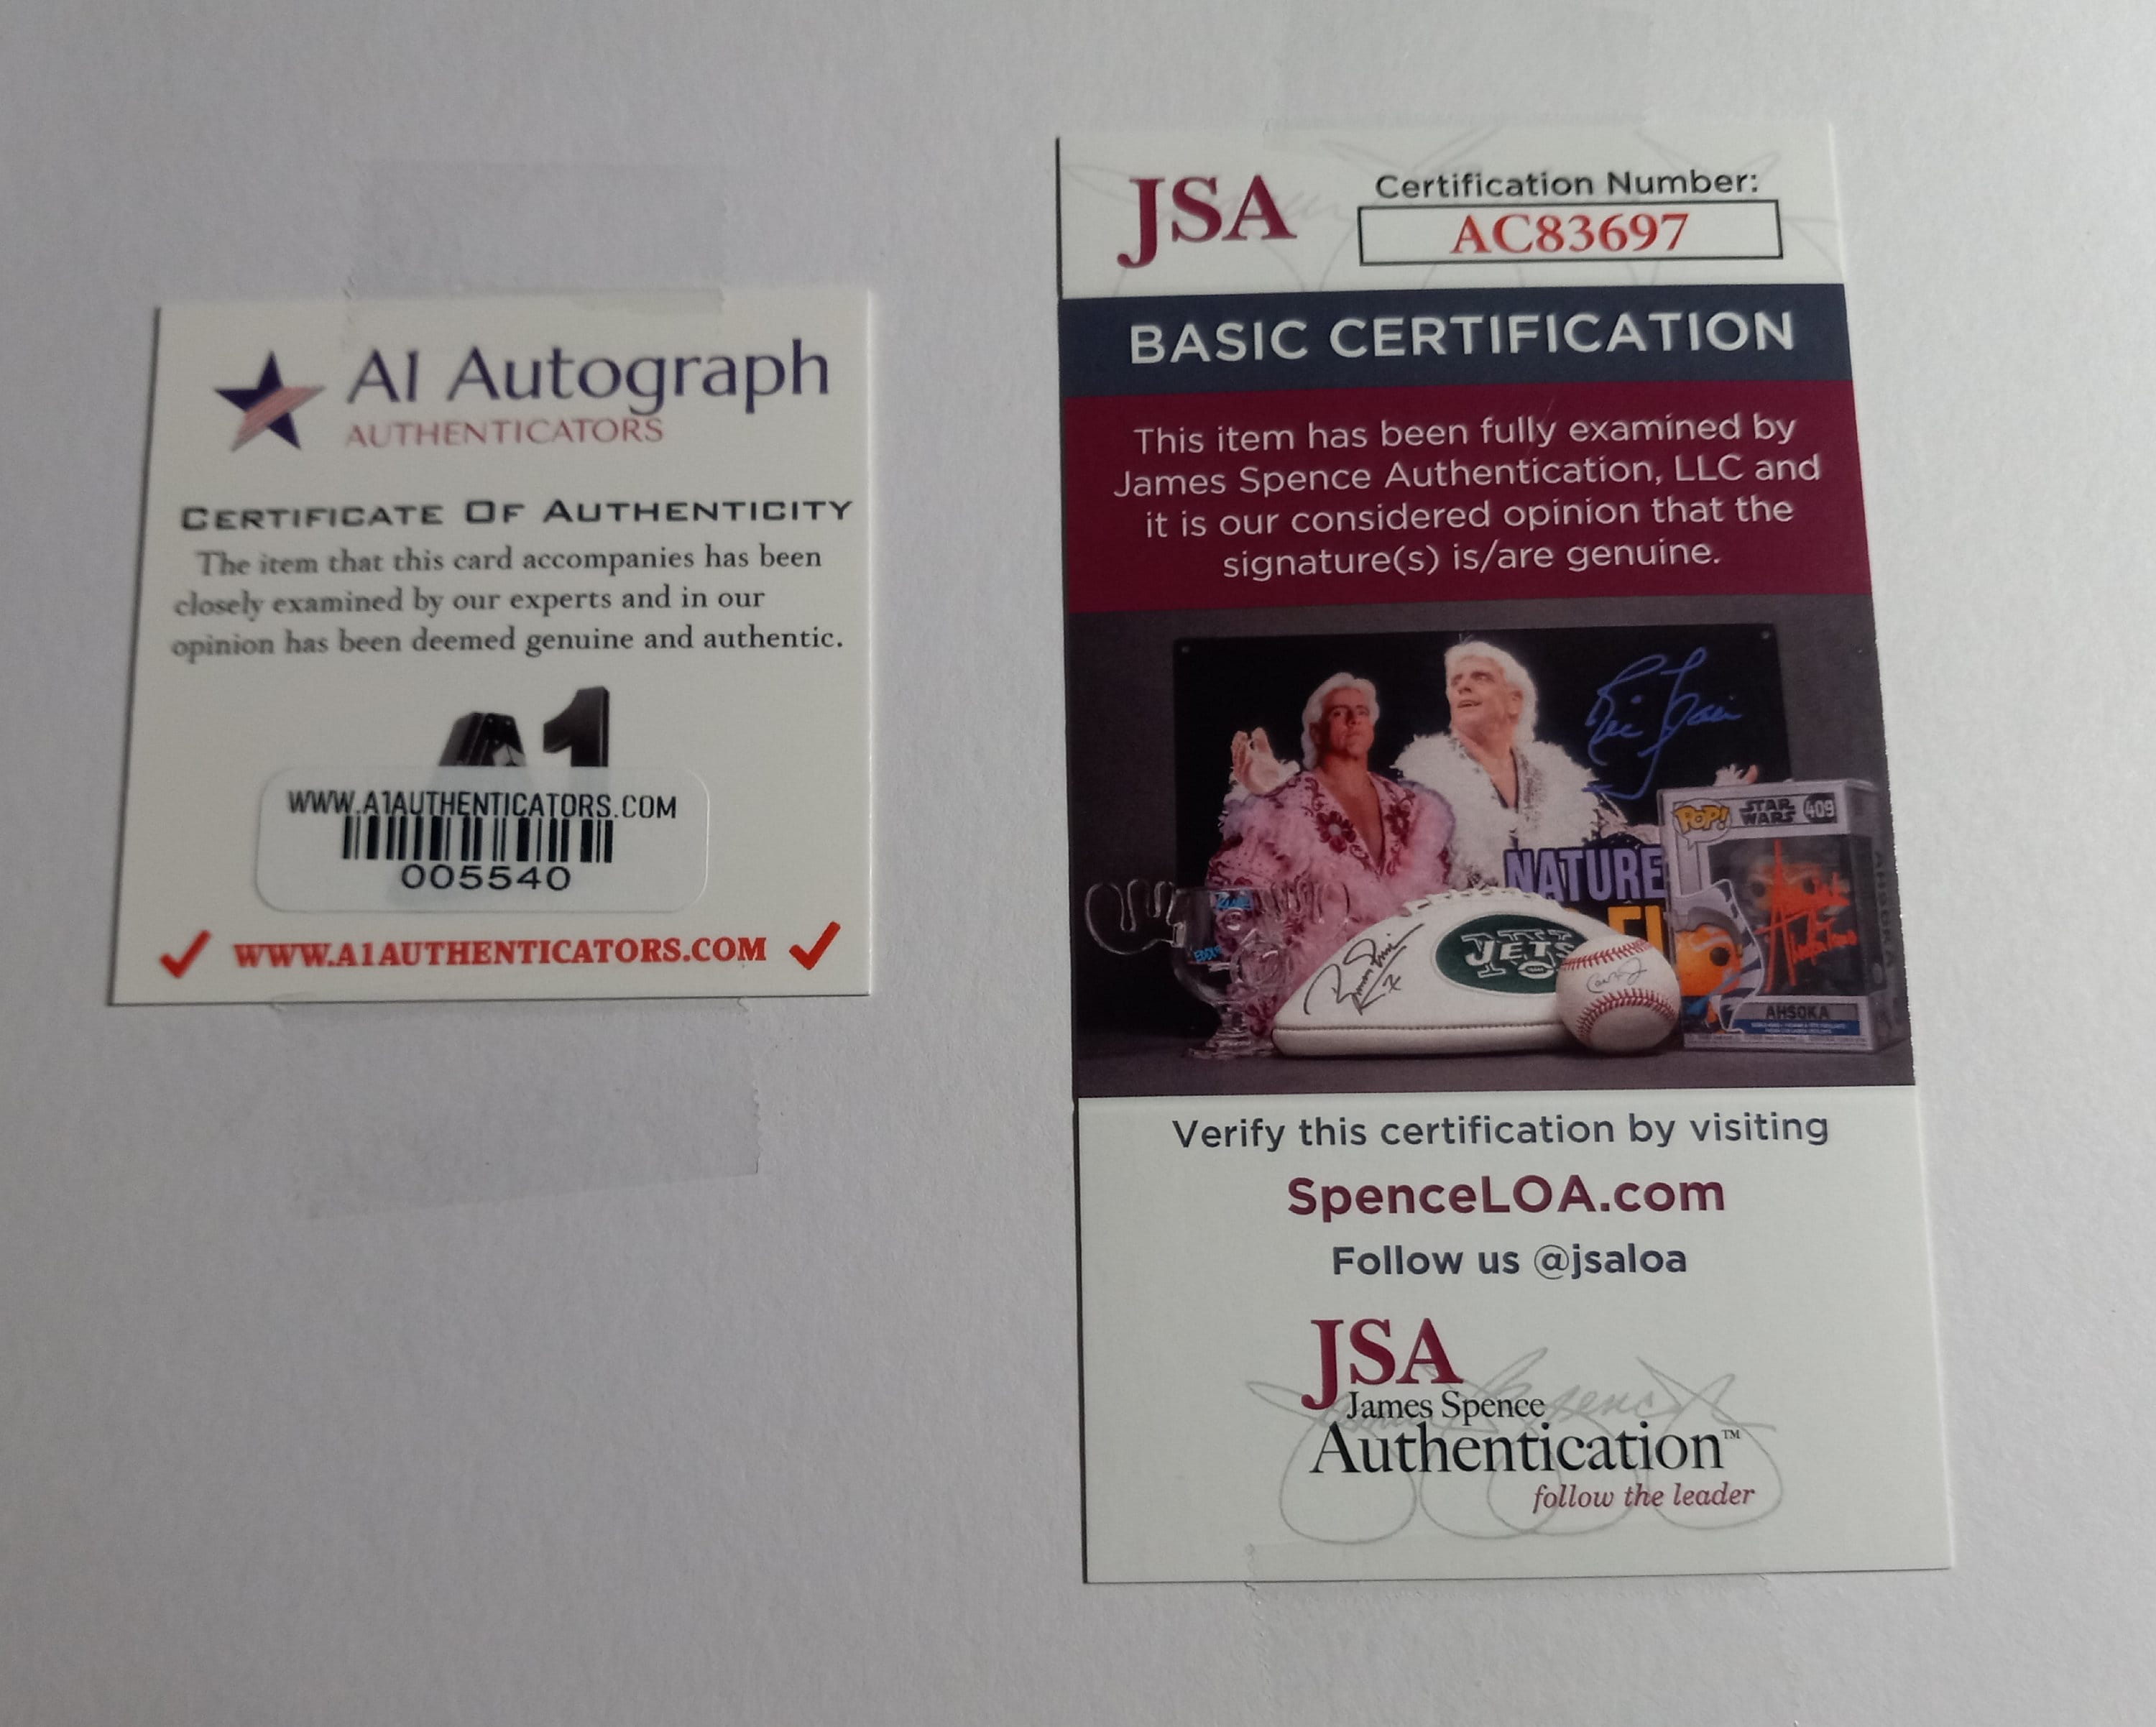 A1 Autograph
AUTHENTICATORS
CERTIFICATE OF AUTHENTICITY
The item that this card accompanies has been
closely examined by our experts and in our
opinion has been deemed genuine and authentic.
A1
WWW.A1AUTHENTICATORS.COM
005540
WWW.A1AUTHENTICATORS.COM
JSA
Certification Number:
AC83697
BASIC CERTIFICATION
This item has been fully examined by
James Spence Authentication, LLC and
it is our considered opinion that the
signature(s) is/are genuine.
NATURE
POP! STAR WARS 409
JETS
AHSOKA
Verify this certification by visiting
SpenceLOA.com
Follow us @jsaloa
JSA
James Spence
Authentication™
follow the leader